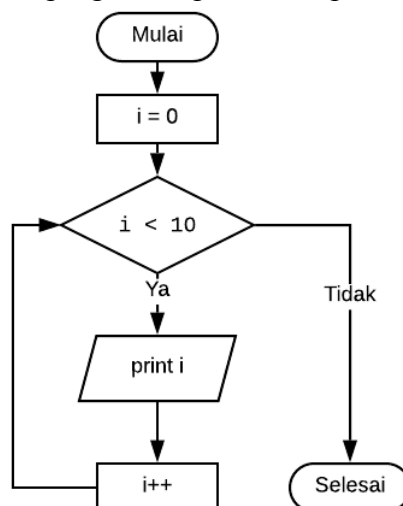 Mulai
i = 0
i < 10
Ya
Tidak
print i
i++
Selesai